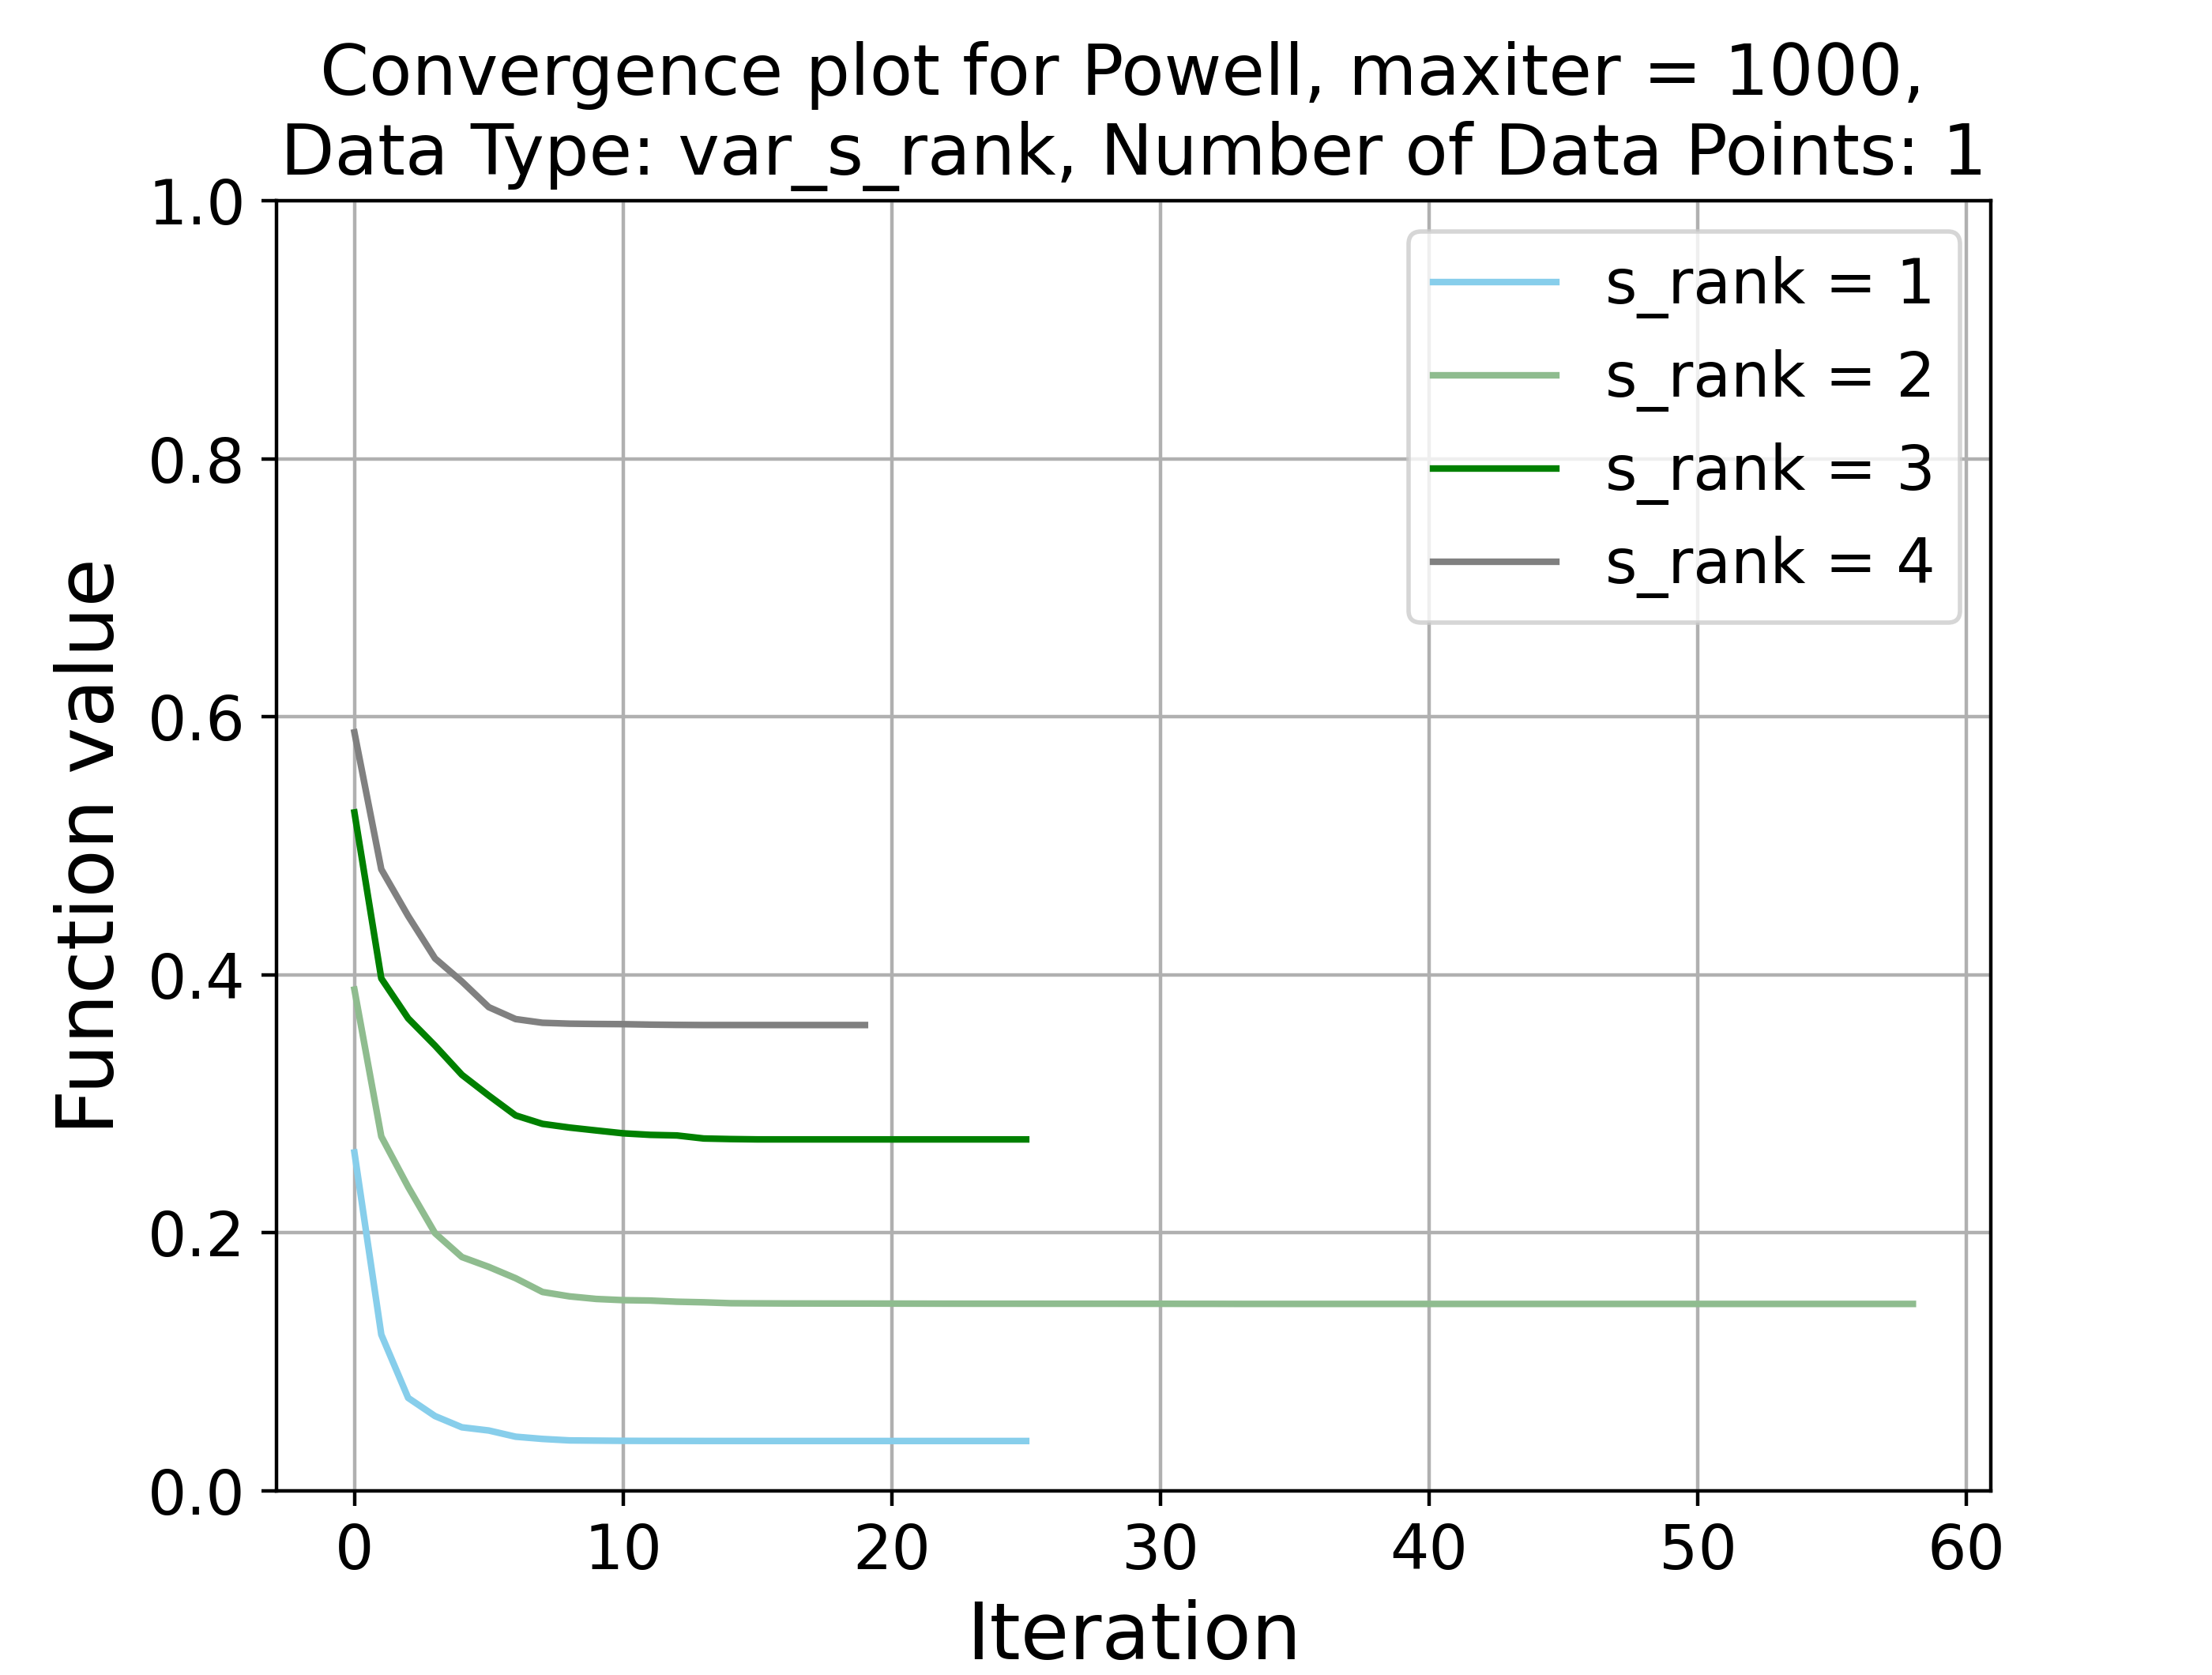 Convergence plot for Powell, maxiter = 1000,
Data Type: var_s_rank, Number of Data Points: 1
1.0
0.8
0.6
0.4
0.2
0.0
Function value
s_rank = 1
s_rank = 2
s_rank = 3
s_rank = 4
0 10 20 30 40 50 60
Iteration